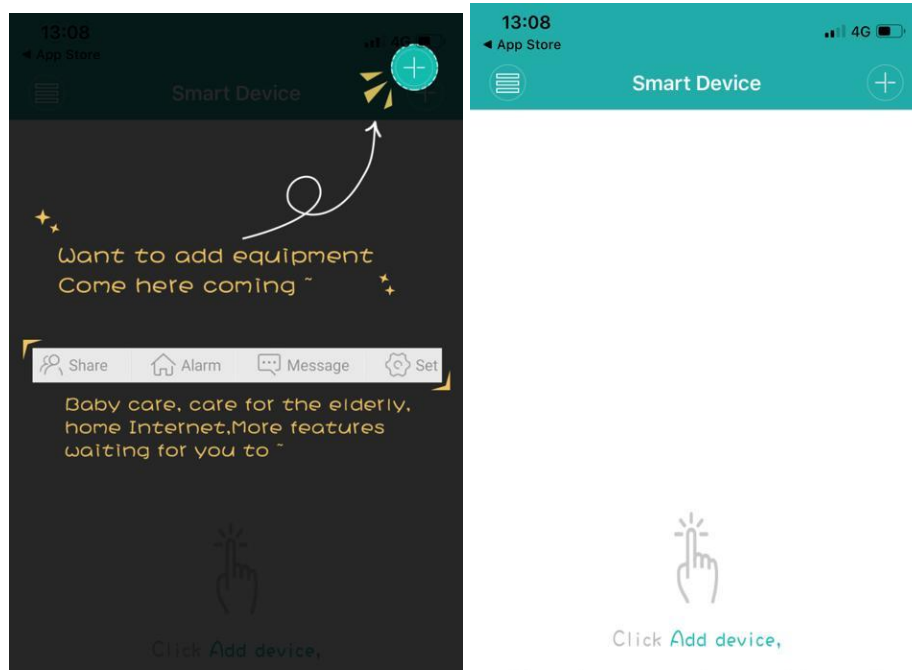 13:08
App Store
4G
Smart Device
Want to add equipment
Come here coming ~
Share Alarm Message Set
Baby care, care for the elderly,
home Internet,More features
waiting for you to ~
Click Add device,
13:08
App Store
4G
Smart Device
Click Add device,